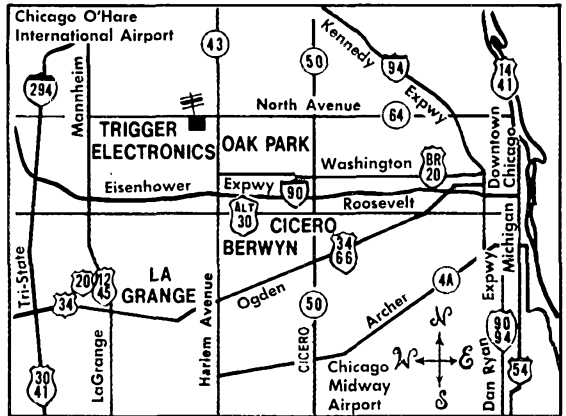 Chicago O'Hare
International Airport
43
50
Kennedy
Expwy
94
14
41
294
Mannheim
North Avenue
64
TRIGGER
ELECTRONICS
OAK PARK
Washington
BR
20
Downtown
Chicago
Eisenhower
Expwy
90
Roosevelt
ALT
30
CICERO
BERWYN
34
66
Tri-State
20
12
45
34
LA
GRANGE
Ogden
4A
Archer
Michigan
Expwy
Harlem Avenue
50
CICERO
N
W
E
S
90
94
30
41
LaGrange
Chicago
Midway
Airport
Dan Ryan
54